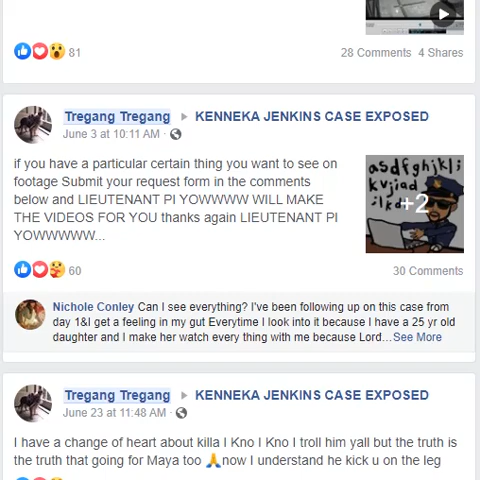 81
28 Comments 4 Shares
Tregang Tregang ▸ KENNEKA JENKINS CASE EXPOSED
June 3 at 10:11 AM ·
if you have a particular certain thing you want to see on
footage Submit your request form in the comments
below and LIEUTENANT PI YOWWWW WILL MAKE
THE VIDEOS FOR YOU thanks again LIEUTENANT PI
YOWWWWW...
asdfghjkli
kvjiad
ilkd
+2
60
30 Comments
Nichole Conley Can I see everything? I've been following up on this case from
day 1&I get a feeling in my gut Everytime I look into it because I have a 25 yr old
daughter and I make her watch every thing with me because Lord...See More
Tregang Tregang ▸ KENNEKA JENKINS CASE EXPOSED
June 23 at 11:48 AM ·
I have a change of heart about killa I Kno I Kno I troll him yall but the truth is
the truth that going for Maya too 🙏now I understand he kick u on the leg